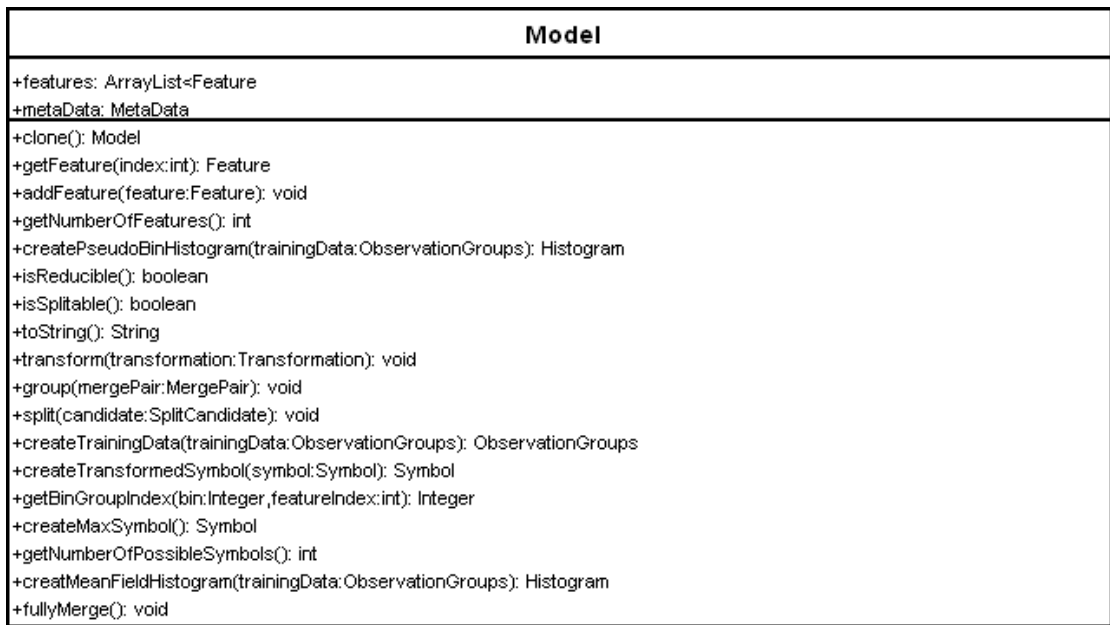 Model
+features: ArrayList<Feature
+metaData: MetaData
+clone(): Model
+getFeature(index:int): Feature
+addFeature(feature:Feature): void
+getNumberOfFeatures(): int
+createPseudoBinHistogram(trainingData:ObservationGroups): Histogram
+isReducible(): boolean
+isSplitable(): boolean
+toString(): String
+transform(transformation:Transformation): void
+group(mergePair:MergePair): void
+split(candidate:SplitCandidate): void
+createTrainingData(trainingData:ObservationGroups): ObservationGroups
+createTransformedSymbol(symbol:Symbol): Symbol
+getBinGroupIndex(bin:Integer,featureIndex:int): Integer
+createMaxSymbol(): Symbol
+getNumberOfPossibleSymbols(): int
+creatMeanFieldHistogram(trainingData:ObservationGroups): Histogram
+fullyMerge(): void